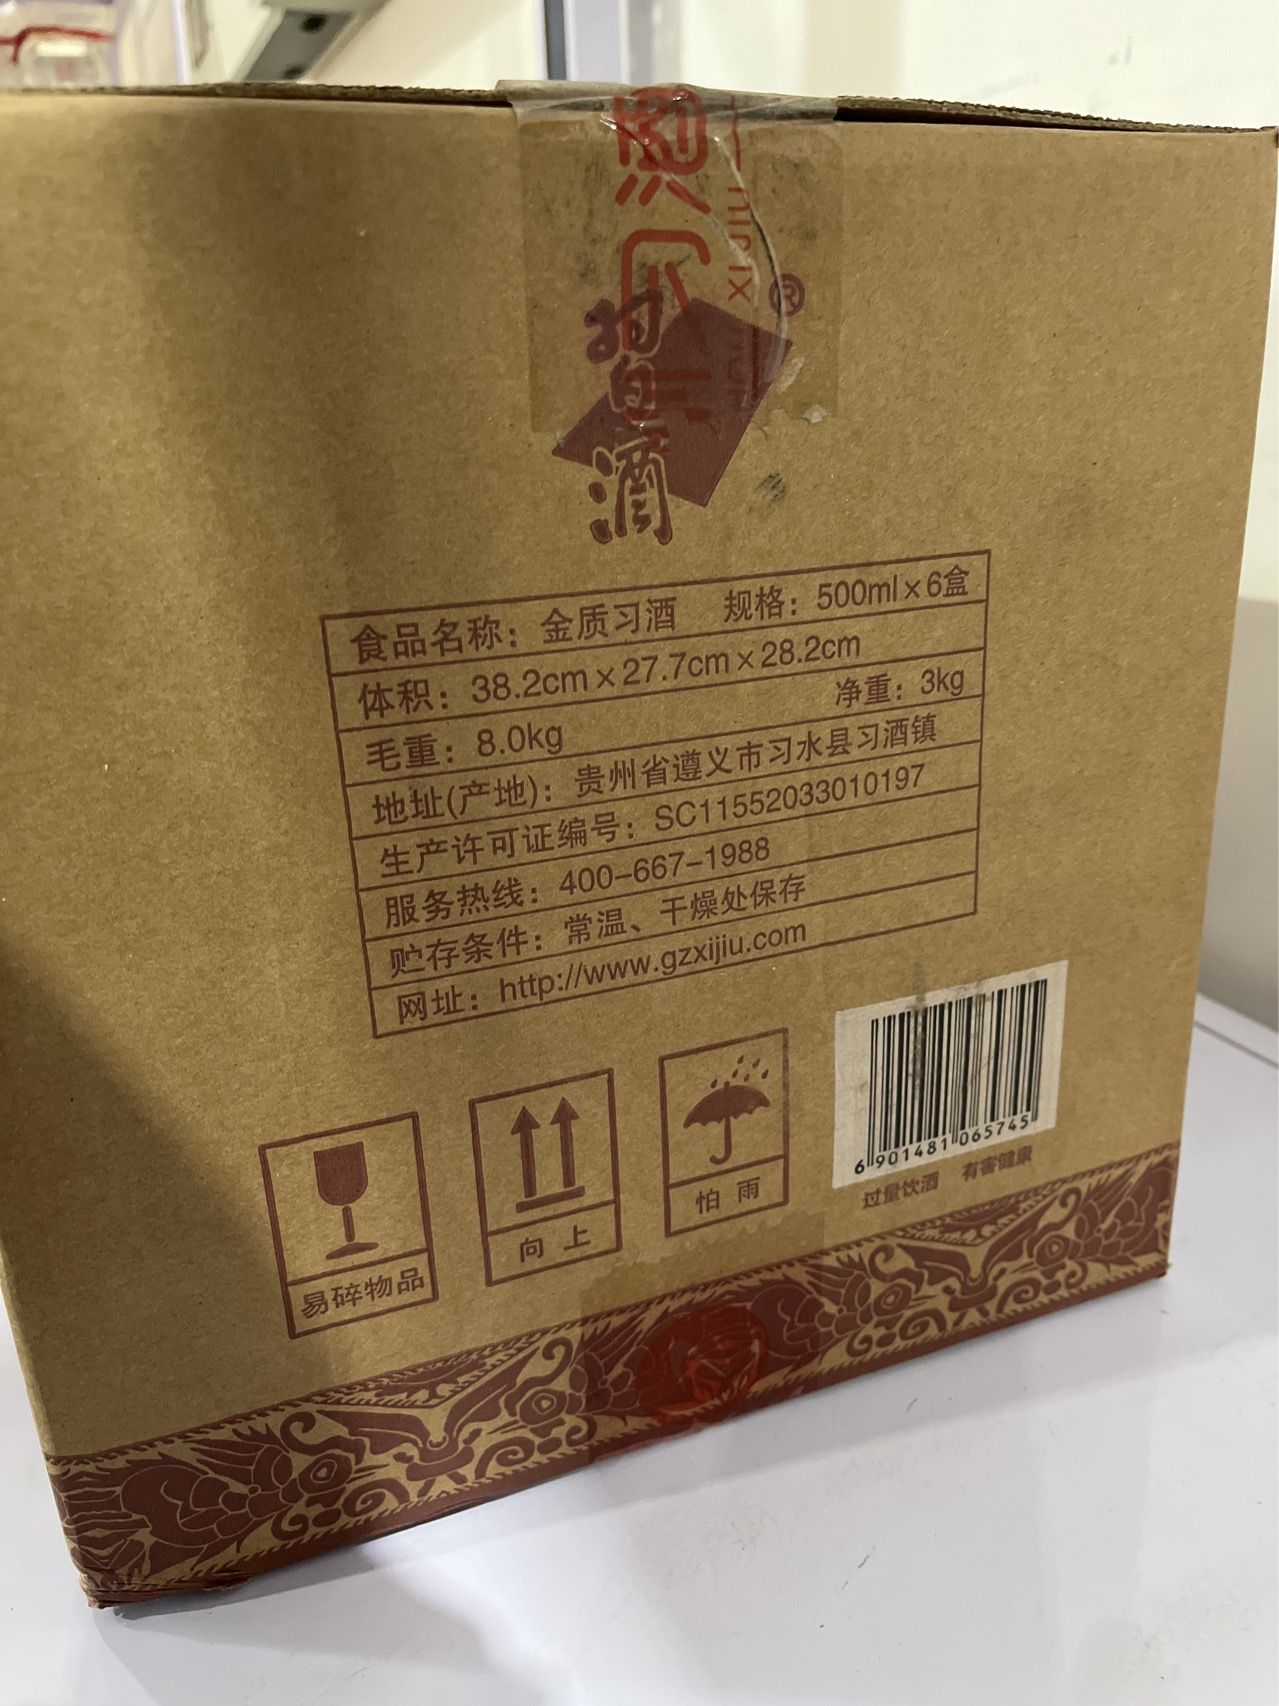 ®
習酒
食品名称：金质习酒 规格：500ml×6盒
体积：38.2cm×27.7cm×28.2cm
毛重：8.0kg 净重：3kg
地址(产地)：贵州省遵义市习水县习酒镇
生产许可证编号：SC11552033010197
服务热线：400-667-1988
贮存条件：常温、干燥处保存
网址：http://www.gzxijiu.com
易碎物品
向上
怕雨
6 901481 065745
过量饮酒 有害健康